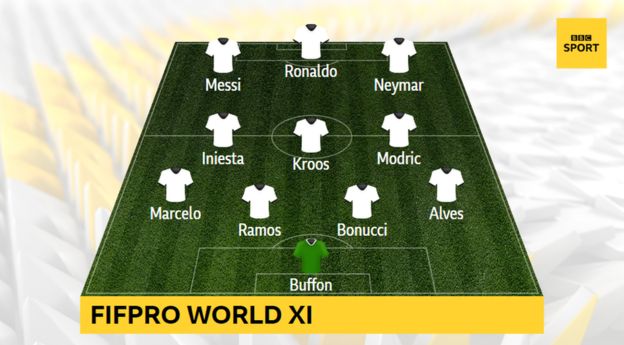 BBC
SPORT
Messi
Ronaldo
Neymar
Iniesta
Kroos
Modric
Marcelo
Ramos
Bonucci
Alves
Buffon
FIFPRO WORLD XI